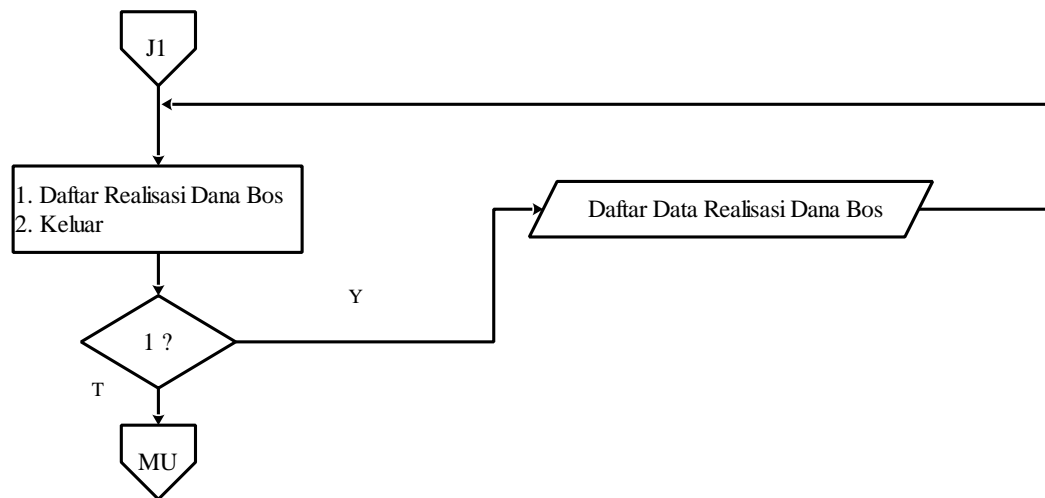 J1
1. Daftar Realisasi Dana Bos
2. Keluar
Daftar Data Realisasi Dana Bos
Y
1 ?
T
MU